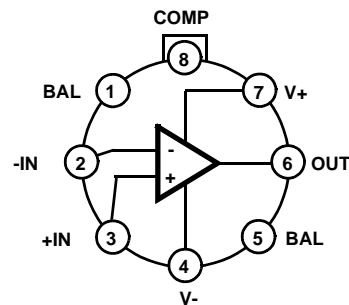 COMP
8
BAL 1 7 V+
-IN 2 - 6 OUT
+
+IN 3 5 BAL
4
V-